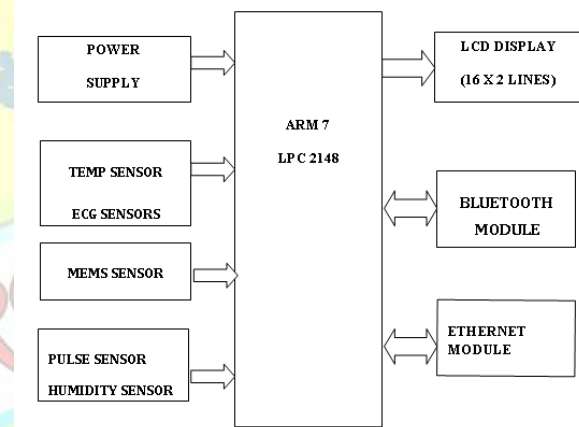 POWER
SUPPLY
TEMP SENSOR
ECG SENSORS
MEMS SENSOR
PULSE SENSOR
HUMIDITY SENSOR
ARM 7
LPC 2148
LCD DISPLAY
(16 X 2 LINES)
BLUETOOTH
MODULE
ETHERNET
MODULE